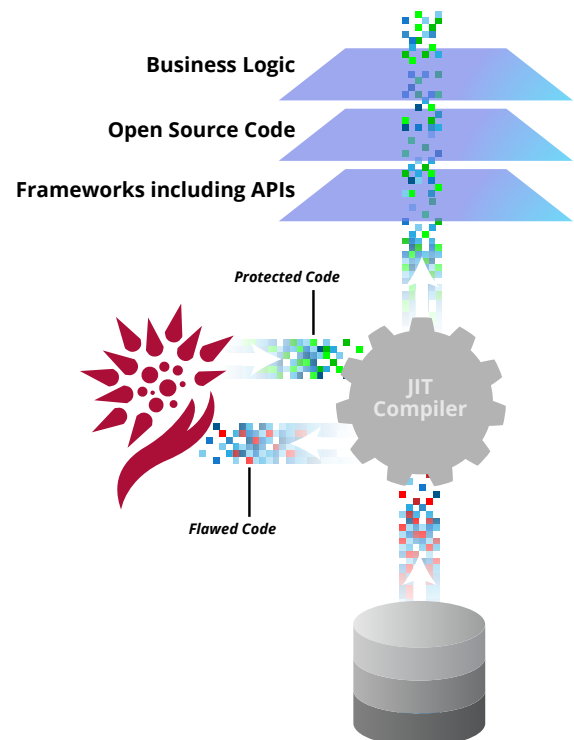 Business Logic
Open Source Code
Frameworks including APIs
Protected Code
JIT
Compiler
Flawed Code